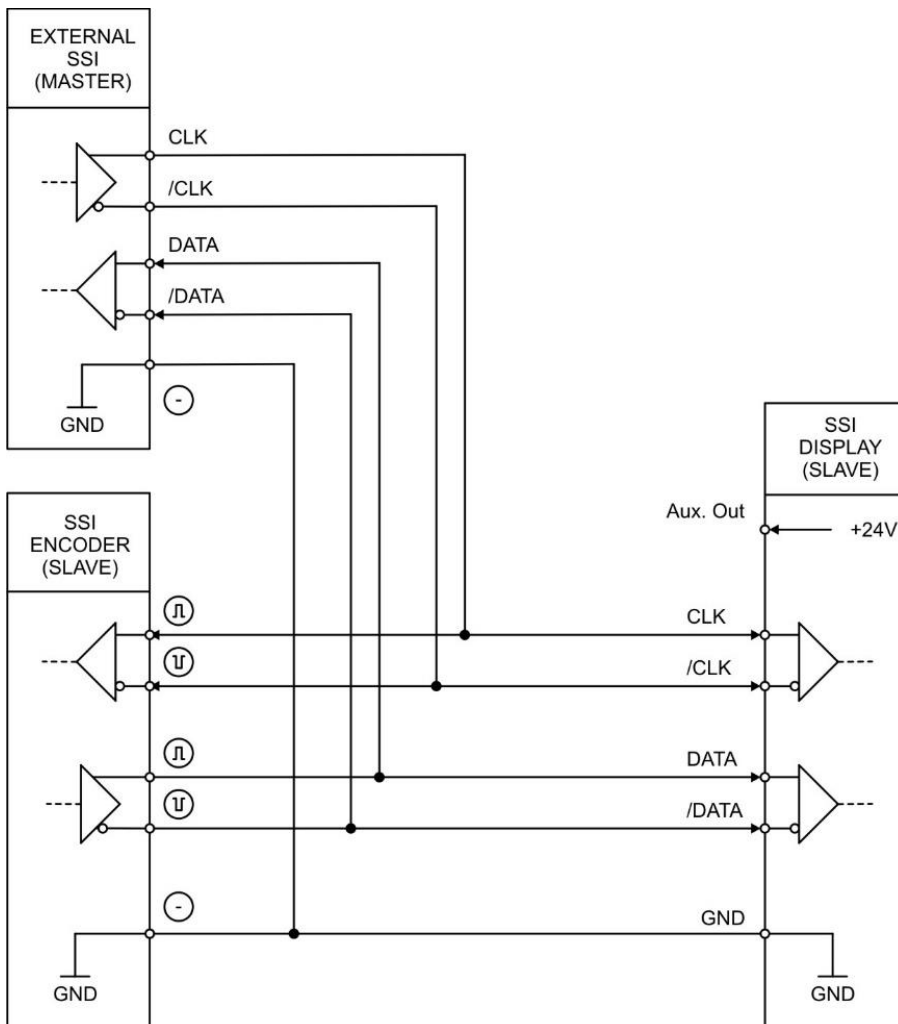 EXTERNAL
SSI
(MASTER)
CLK
/CLK
DATA
/DATA
-
GND
SSI
DISPLAY
(SLAVE)
Aux. Out
+24V
SSI
ENCODER
(SLAVE)
CLK
/CLK
DATA
/DATA
-
GND
GND
GND